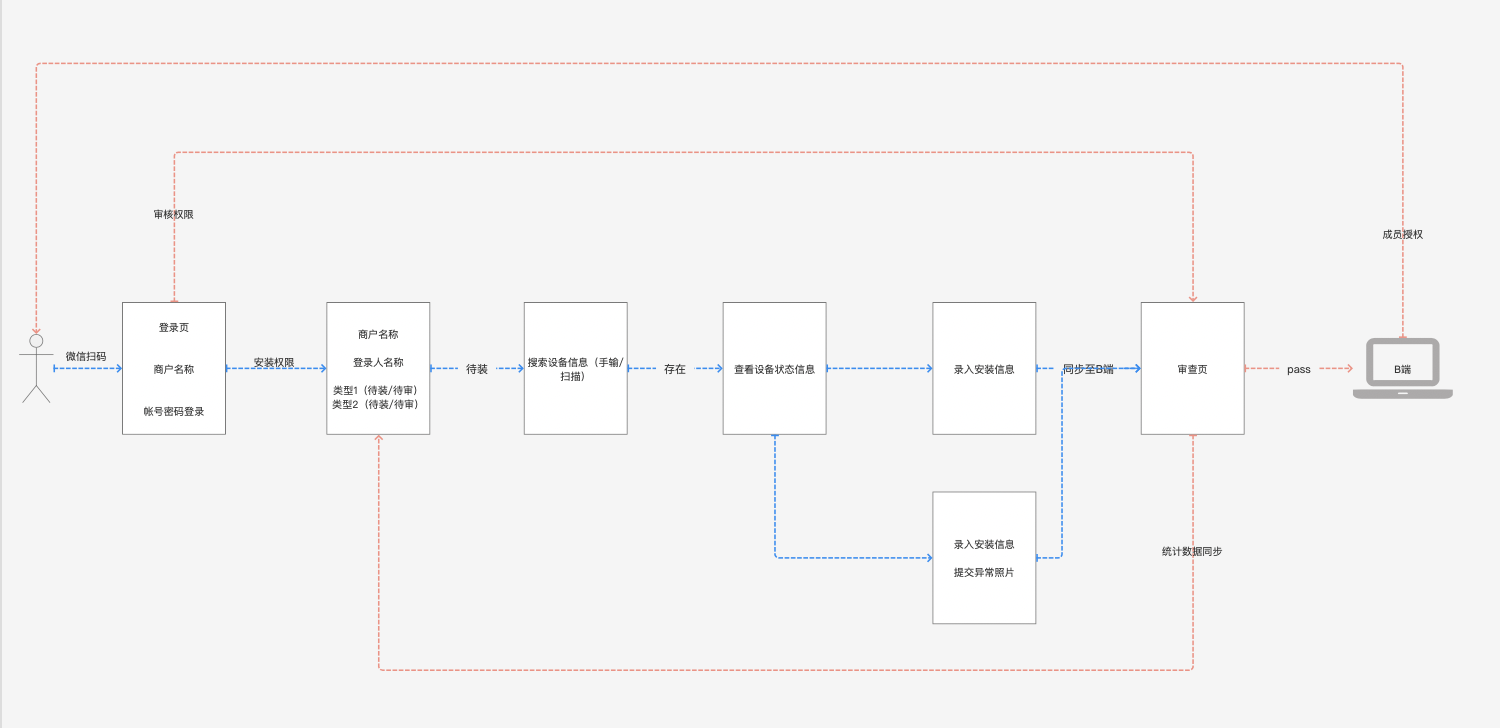 审核权限
成员授权
微信扫码
登录页
商户名称
帐号密码登录
安装权限
商户名称
登录人名称
类型1（待装/待审）
类型2（待装/待审）
待装
搜索设备信息（手输/
扫描）
存在
查看设备状态信息
录入安装信息
同步至B端
审查页
pass
B端
录入安装信息
提交异常照片
统计数据同步